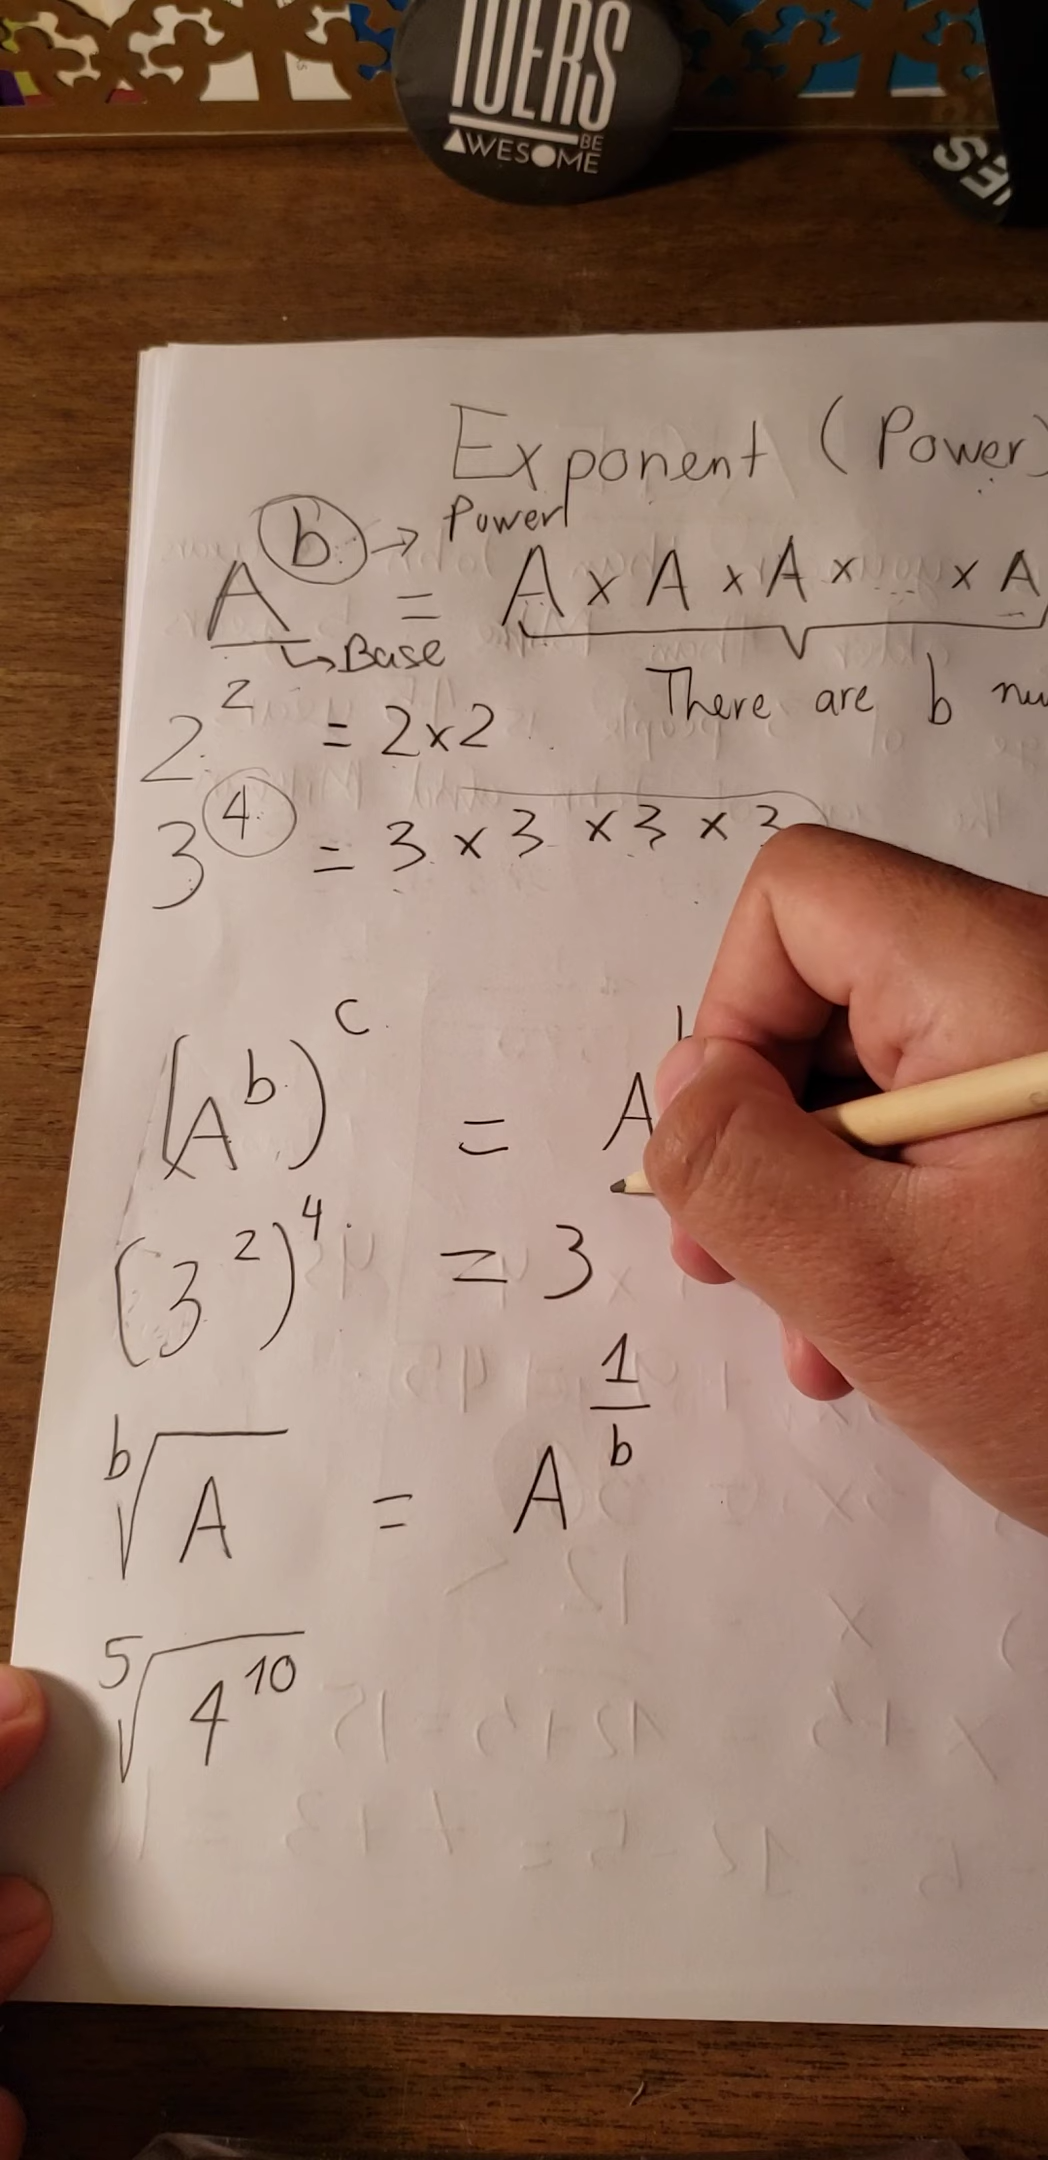 IDERS
BE
AWESOME
Exponent (Power)
A^b → Power
= A x A x A x ... x A
↳ Base
There are b
2^2 = 2x2
3^4 = 3 x 3 x 3 x 3
(A^b)^c = A
(3^2)^4 = 3
b√A = A^1/b
5√4^10